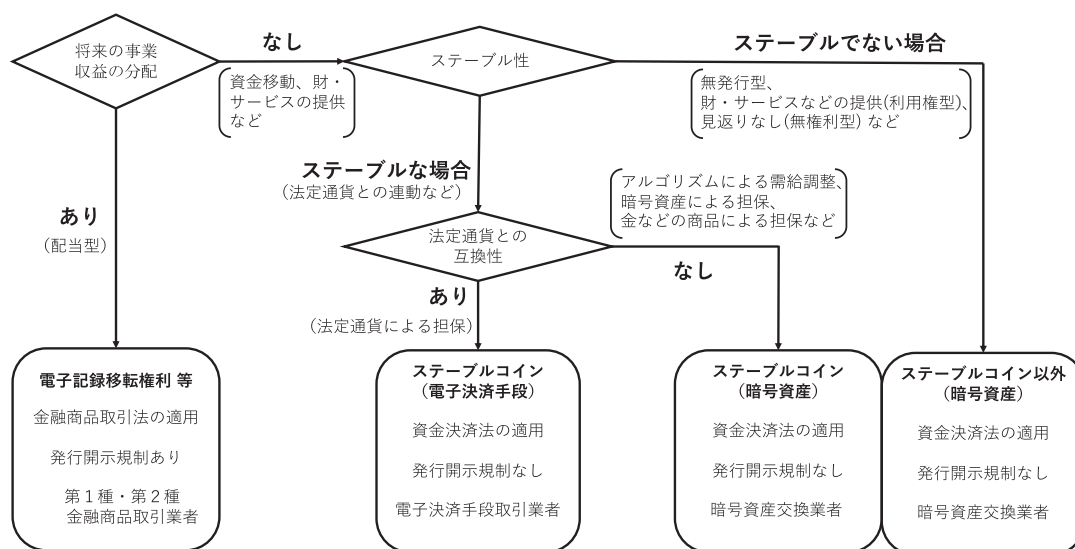 将来の事業
収益の分配
なし
資金移動、財・
サービスの提供
など
ステーブル性
ステーブルでない場合
無発行型、
財・サービスなどの提供(利用権型)、
見返りなし(無権利型) など
ステーブルな場合
(法定通貨との連動など)
あり
(配当型)
アルゴリズムによる需給調整、
暗号資産による担保、
金などの商品による担保など
法定通貨との
互換性
なし
あり
(法定通貨による担保)
電子記録移転権利 等
金融商品取引法の適用
発行開示規制あり
第1種・第2種
金融商品取引業者
ステーブルコイン
(電子決済手段)
資金決済法の適用
発行開示規制なし
電子決済手段取引業者
ステーブルコイン
(暗号資産)
資金決済法の適用
発行開示規制なし
暗号資産交換業者
ステーブルコイン以外
(暗号資産)
資金決済法の適用
発行開示規制なし
暗号資産交換業者